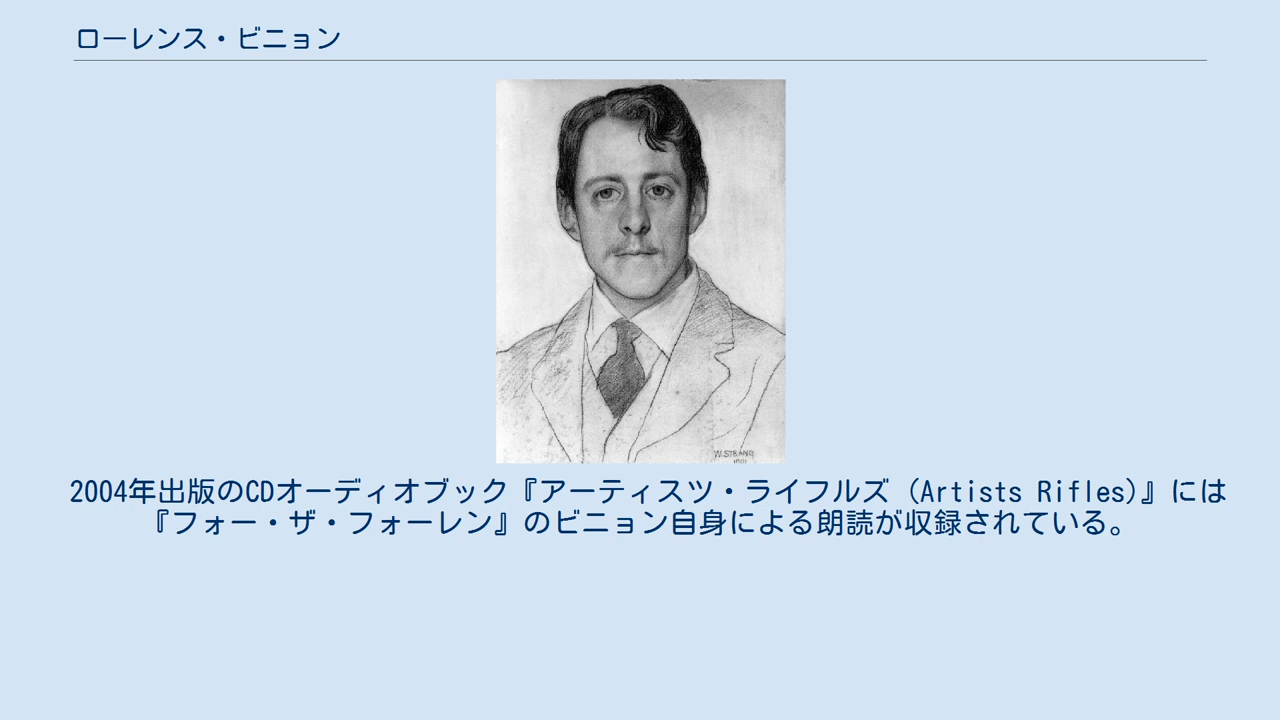 ローレンス・ビニョン
W.STRANG
1901
2004年出版のCDオーディオブック『アーティスツ・ライフルズ（Artists Rifles)』には
『フォー・ザ・フォーレン』のビニョン自身による朗読が収録されている。